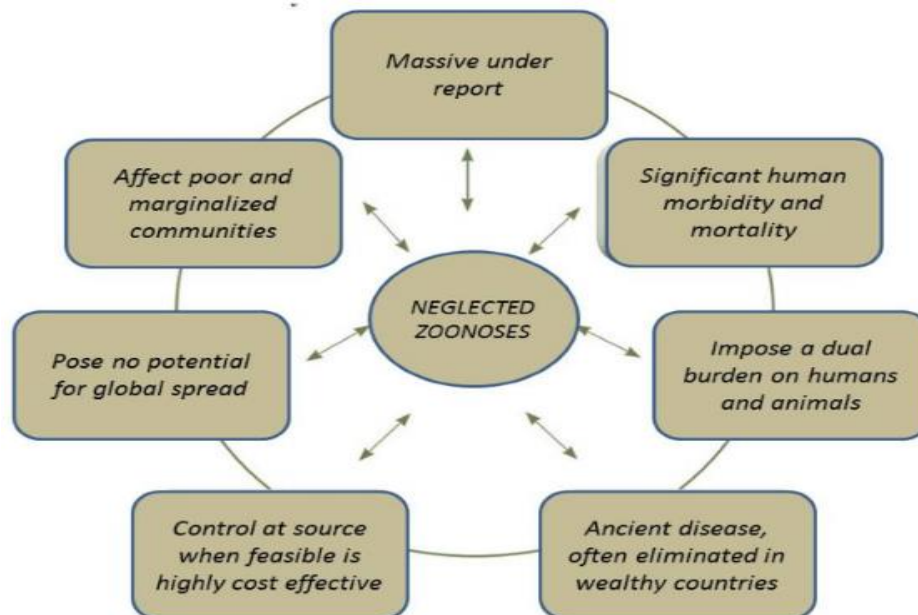 Massive under
report
Significant human
morbidity and
mortality
Impose a dual
burden on humans
and animals
Ancient disease,
often eliminated in
wealthy countries
Control at source
when feasible is
highly cost effective
Pose no potential
for global spread
Affect poor and
marginalized
communities
NEGLECTED
ZOONOSES